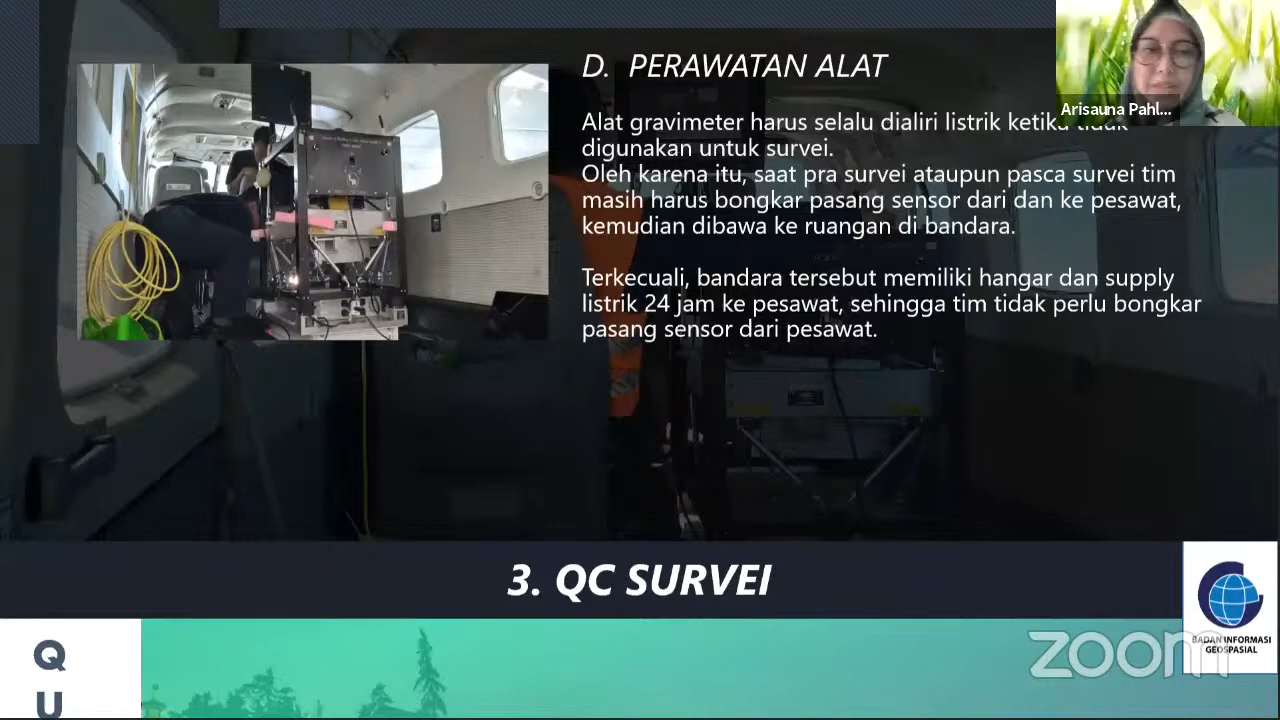 D. PERAWATAN ALAT
Arisauna Pahl...
Alat gravimeter harus selalu dialiri listrik ketika tidak
digunakan untuk survei.
Oleh karena itu, saat pra survei ataupun pasca survei tim
masih harus bongkar pasang sensor dari dan ke pesawat,
kemudian dibawa ke ruangan di bandara.
Terkecuali, bandara tersebut memiliki hangar dan supply
listrik 24 jam ke pesawat, sehingga tim tidak perlu bongkar
pasang sensor dari pesawat.
3. QC SURVEI
BADAN INFORMASI
GEOSPASIAL
zoom
Q
U